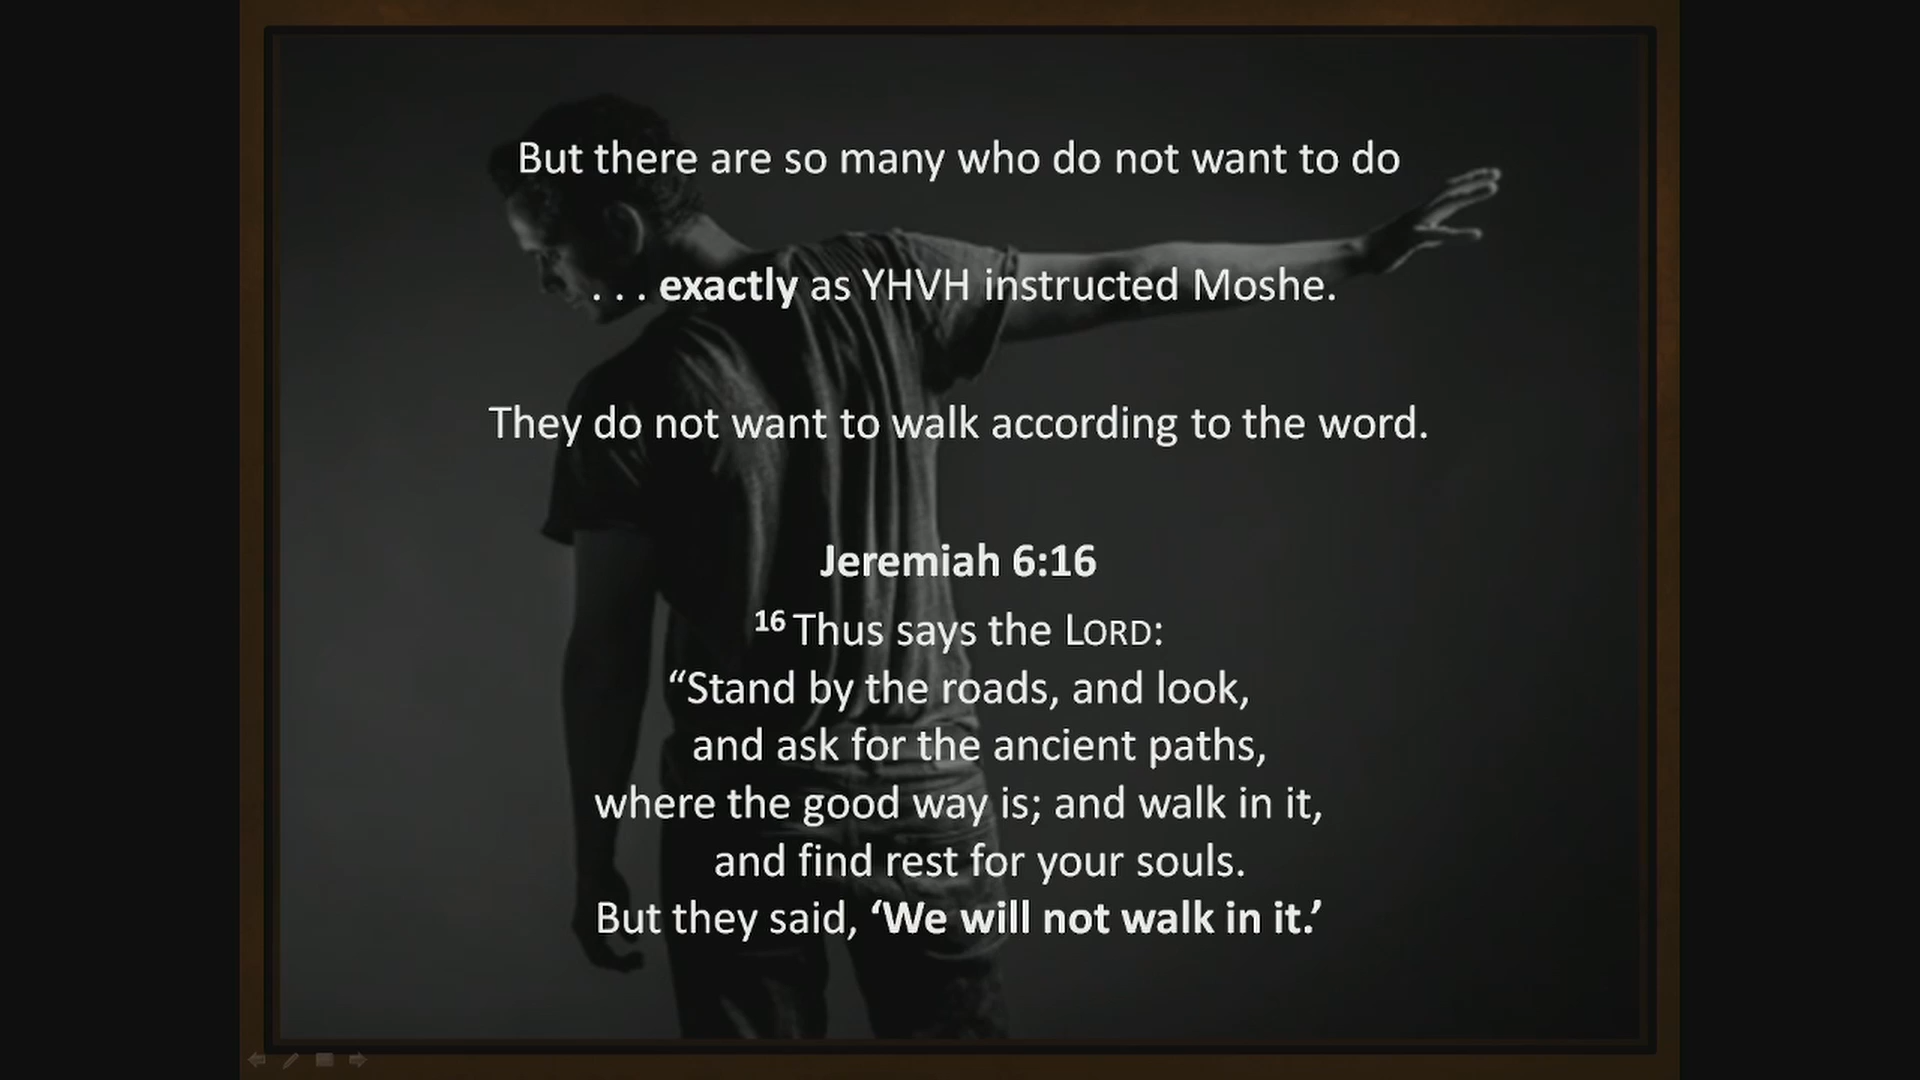 But there are so many who do not want to do
. . . exactly as YHVH instructed Moshe.
They do not want to walk according to the word.
Jeremiah 6:16
16 Thus says the LORD:
“Stand by the roads, and look,
and ask for the ancient paths,
where the good way is; and walk in it,
and find rest for your souls.
But they said, ‘We will not walk in it.’